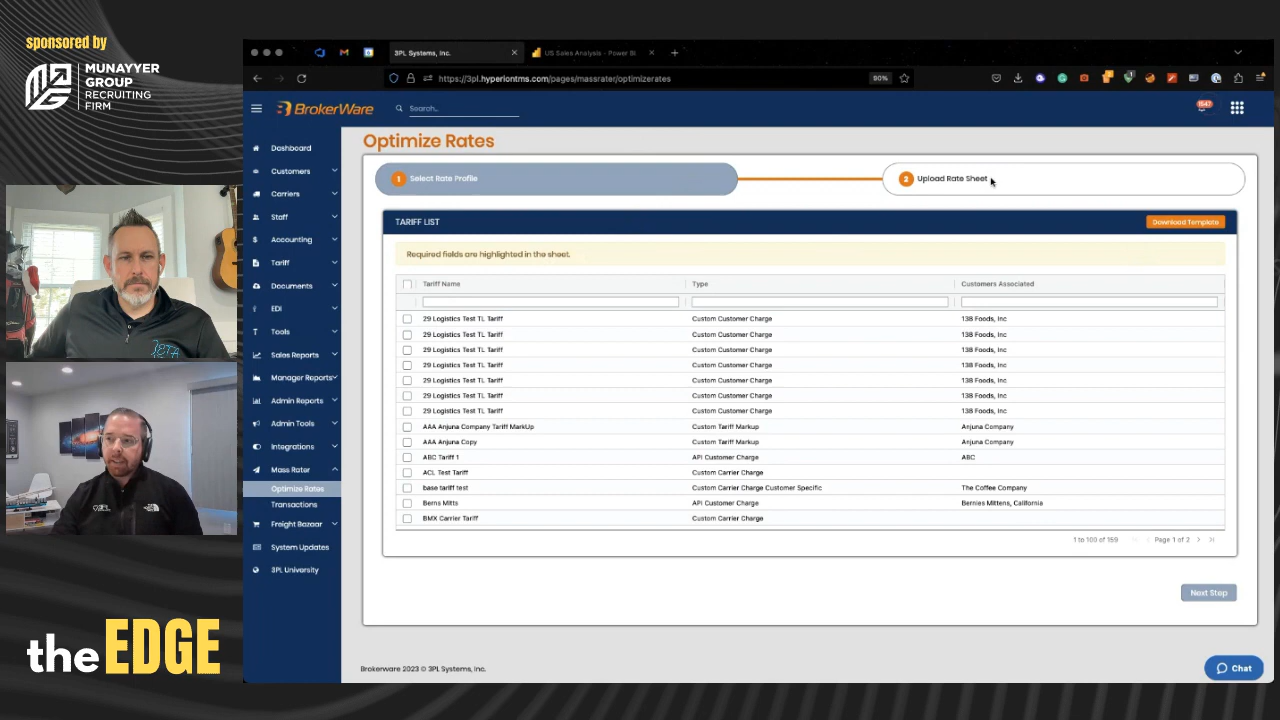 sponsored by
MUNAYYER
GROUP
RECRUITING
FIRM
the EDGE
3PL Systems, Inc.
US Sales Analysis - Power BI
https://3pl.hyperiontms.com/pages/massrater/optimizerates
90%
BrokerWare
Search...
1547
Dashboard
Customers
Carriers
Staff
Accounting
Tariff
Documents
EDI
Tools
Sales Reports
Manager Reports
Admin Reports
Admin Tools
Integrations
Mass Rater
Optimize Rates
Transactions
Freight Bazaar
System Updates
3PL University
Optimize Rates
1 Select Rate Profile
2 Upload Rate Sheet
TARIFF LIST
Download Template
Required fields are highlighted in the sheet.
Tariff Name Type Customers Associated
29 Logistics Test TL Tariff Custom Customer Charge 138 Foods, Inc
29 Logistics Test TL Tariff Custom Customer Charge 138 Foods, Inc
29 Logistics Test TL Tariff Custom Customer Charge 138 Foods, Inc
29 Logistics Test TL Tariff Custom Customer Charge 138 Foods, Inc
29 Logistics Test TL Tariff Custom Customer Charge 138 Foods, Inc
29 Logistics Test TL Tariff Custom Customer Charge 138 Foods, Inc
29 Logistics Test TL Tariff Custom Customer Charge 138 Foods, Inc
AAA Anjuna Company Tariff MarkUp Custom Tariff Markup Anjuna Company
AAA Anjuna Copy Custom Tariff Markup Anjuna Company
ABC Tariff 1 API Customer Charge ABC
ACL Test Tariff Custom Carrier Charge
base tariff test Custom Carrier Charge Customer Specific The Coffee Company
Berns Mitts API Customer Charge Bernies Mittens, California
BMX Carrier Tariff Custom Carrier Charge
1 to 100 of 159 Page 1 of 2
Next Step
Brokerware 2023 © 3PL Systems, Inc.
Chat